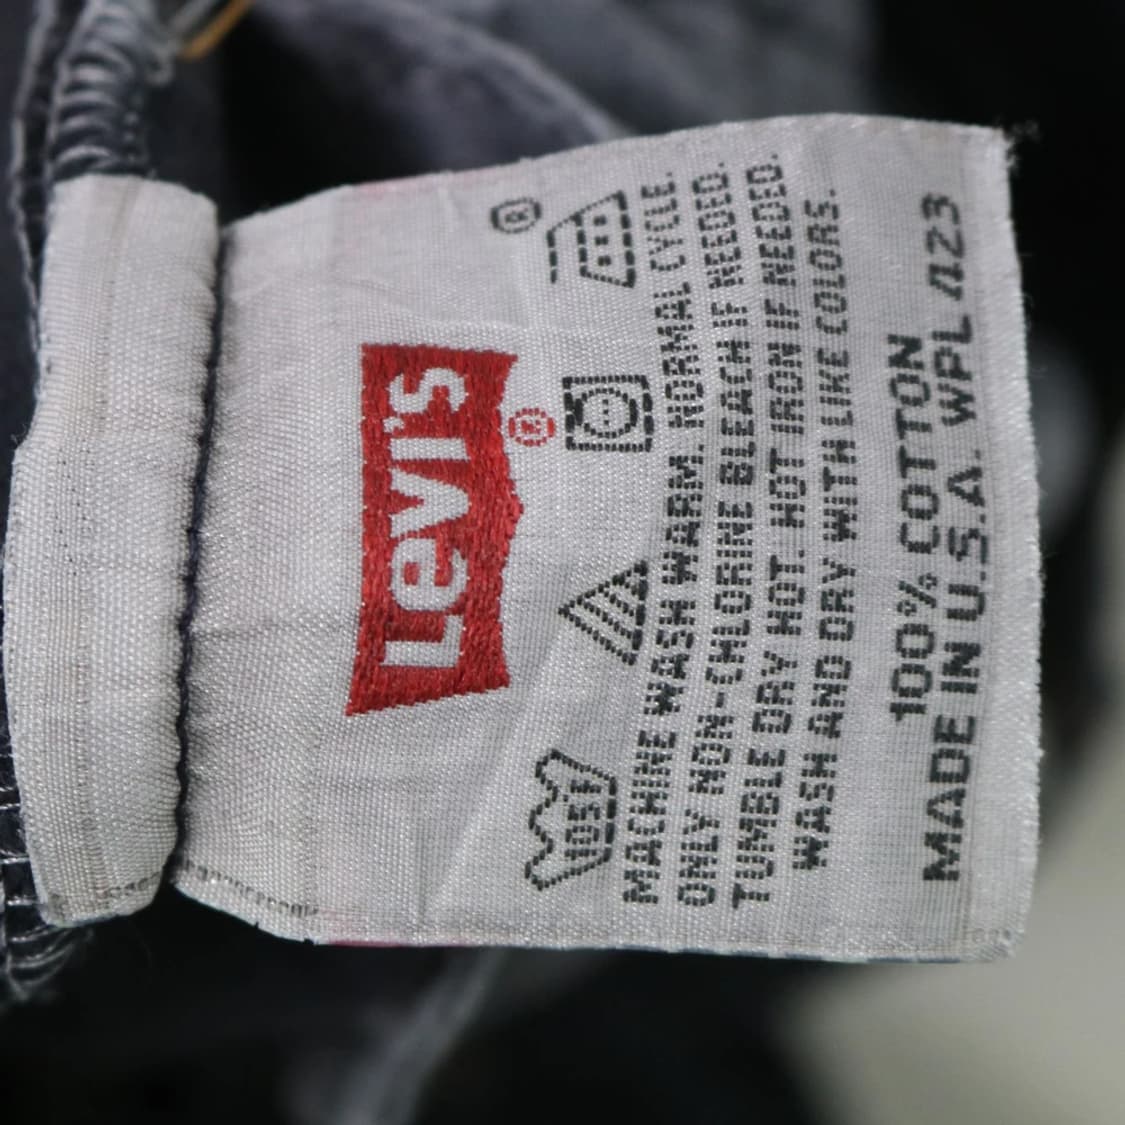 Levi's
®
®
105F
MACHINE WASH WARM. NORMAL CYCLE.
ONLY NON-CHLORINE BLEACH IF NEEDED.
TUMBLE DRY HOT. HOT IRON IF NEEDED.
WASH AND DRY WITH LIKE COLORS.
100% COTTON
MADE IN U.S.A. WPL 423